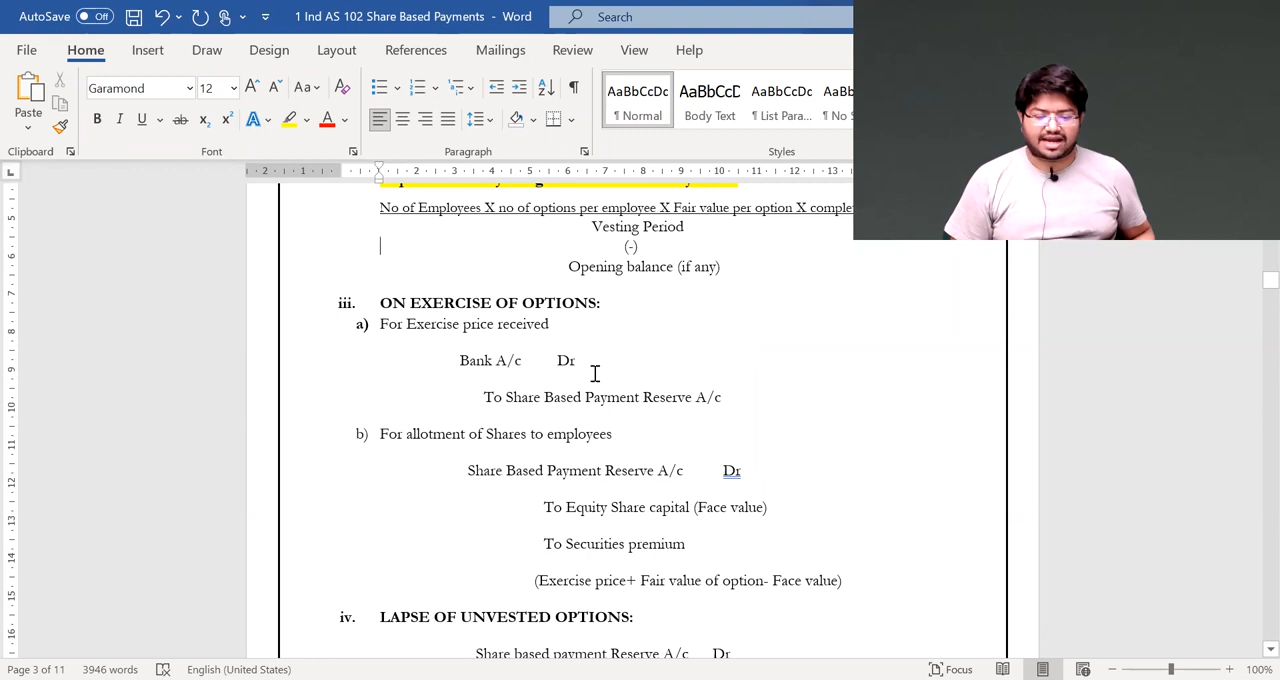 AutoSave Off 1 Ind AS 102 Share Based Payments - Word Search
File Home Insert Draw Design Layout References Mailings Review View Help
Paste Garamond 12 Aa AaBbCcDc AaBbCcD AaBbCcDc AaB
¶ Normal Body Text ¶ List Para... ¶ No S
Clipboard Font Paragraph Styles
No of Employees X no of options per employee X Fair value per option X comple
Vesting Period
(-)
Opening balance (if any)
iii. ON EXERCISE OF OPTIONS:
a) For Exercise price received
Bank A/c Dr
To Share Based Payment Reserve A/c
b) For allotment of Shares to employees
Share Based Payment Reserve A/c Dr
To Equity Share capital (Face value)
To Securities premium
(Exercise price+ Fair value of option- Face value)
iv. LAPSE OF UNVESTED OPTIONS:
Share based payment Reserve A/c Dr
Page 3 of 11 3946 words English (United States) Focus 100%